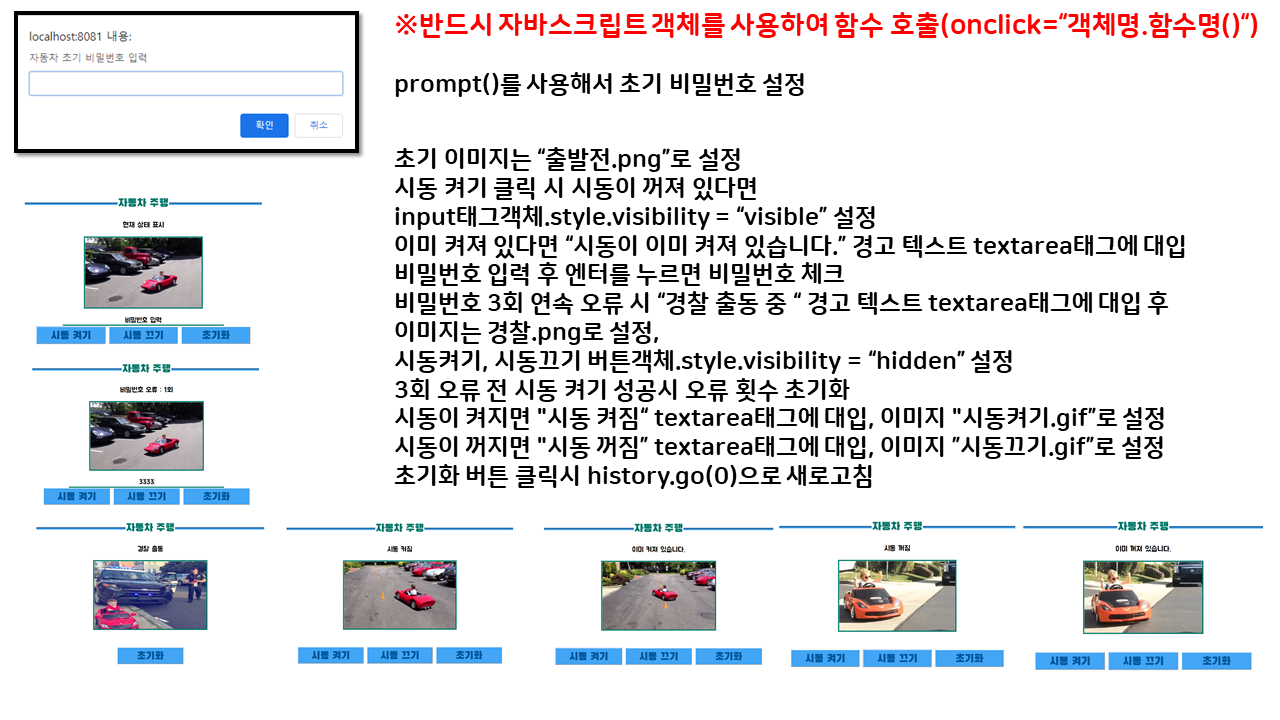 ※반드시 자바스크립트 객체를 사용하여 함수 호출(onclick=“객체명.함수명()“)
localhost:8081 내용:
자동차 초기 비밀번호 입력
확인
취소
prompt()를 사용해서 초기 비밀번호 설정
초기 이미지는 “출발전.png”로 설정
시동 켜기 클릭 시 시동이 꺼져 있다면
input태그객체.style.visibility = “visible” 설정
이미 켜져 있다면 “시동이 이미 켜져 있습니다.” 경고 텍스트 textarea태그에 대입
비밀번호 입력 후 엔터를 누르면 비밀번호 체크
비밀번호 3회 연속 오류 시 “경찰 출동 중 “ 경고 텍스트 textarea태그에 대입 후
이미지는 경찰.png로 설정,
시동켜기, 시동끄기 버튼객체.style.visibility = “hidden” 설정
3회 오류 전 시동 켜기 성공시 오류 횟수 초기화
시동이 켜지면 "시동 켜짐“ textarea태그에 대입, 이미지 "시동켜기.gif”로 설정
시동이 꺼지면 "시동 꺼짐” textarea태그에 대입, 이미지 ”시동끄기.gif”로 설정
초기화 버튼 클릭시 history.go(0)으로 새로고침
자동차 주행
현재 상태 표시
비밀번호 입력
시동 켜기 시동 끄기 초기화
자동차 주행
비밀번호 오류 : 1회
3333
시동 켜기 시동 끄기 초기화
자동차 주행
경찰 출동
초기화
자동차 주행
시동 켜짐
시동 켜기 시동 끄기 초기화
자동차 주행
이미 켜져 있습니다.
시동 켜기 시동 끄기 초기화
자동차 주행
시동 꺼짐
시동 켜기 시동 끄기 초기화
자동차 주행
이미 꺼져 있습니다.
시동 켜기 시동 끄기 초기화